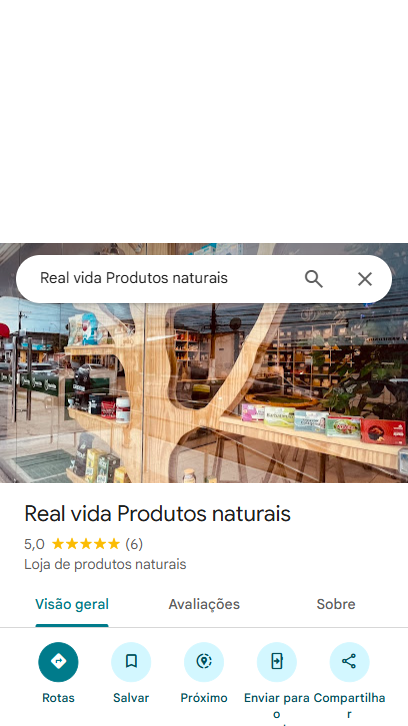 Real vida Produtos naturais
Real vida Produtos naturais
5,0 ★★★★★ (6)
Loja de produtos naturais
Visão geral Avaliações Sobre
Rotas Salvar Próximo Enviar para o Compartilhar